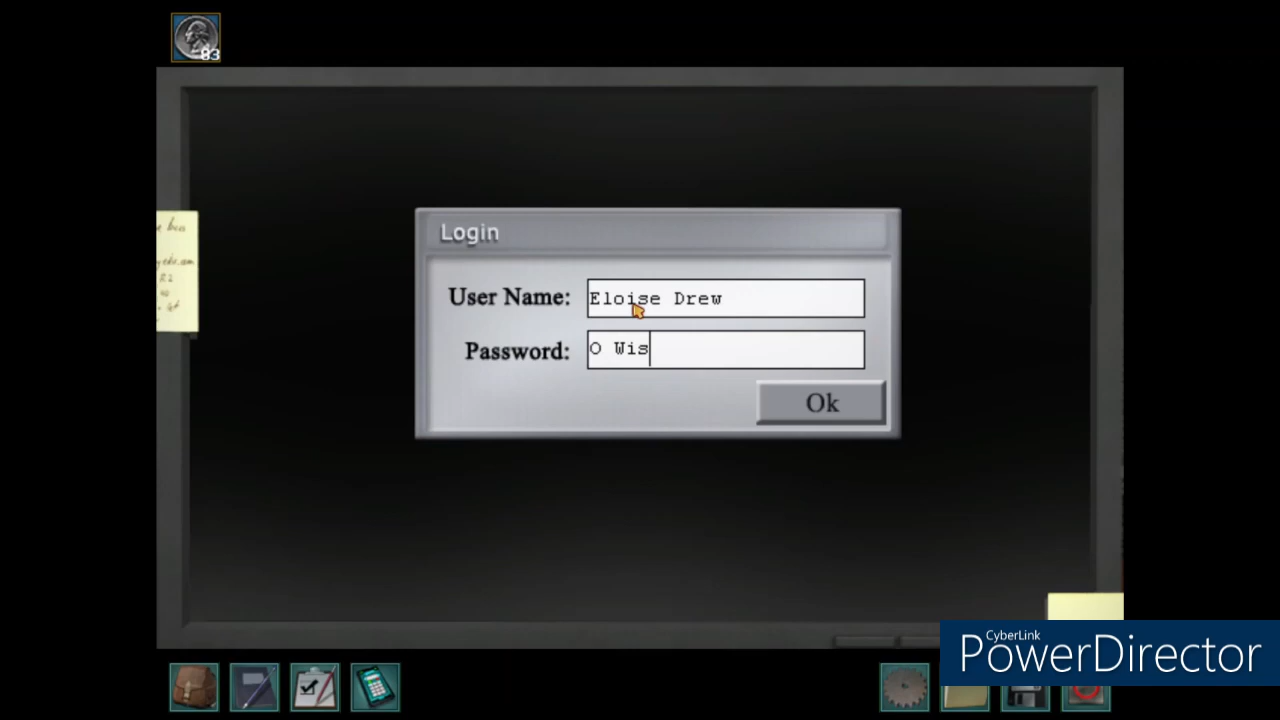 83
Login
User Name: Eloise Drew
Password: O Wis
Ok
CyberLink
PowerDirector